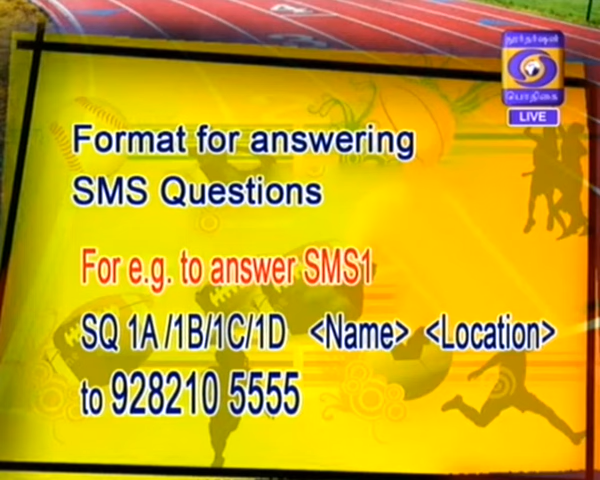 தூர்தர்ஷன்
பொதிகை
LIVE
Format for answering
SMS Questions
For e.g. to answer SMS1
SQ 1A /1B/1C/1D <Name> <Location>
to 928210 5555